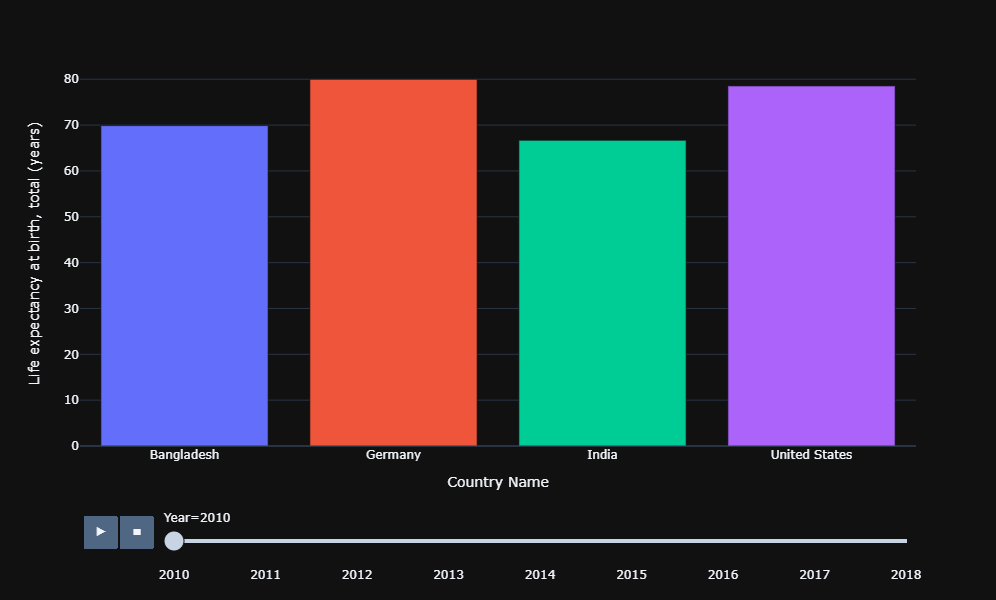 80
70
60
50
40
30
20
10
0
Life expectancy at birth, total (years)
Bangladesh Germany India United States
Country Name
Year=2010
2010 2011 2012 2013 2014 2015 2016 2017 2018